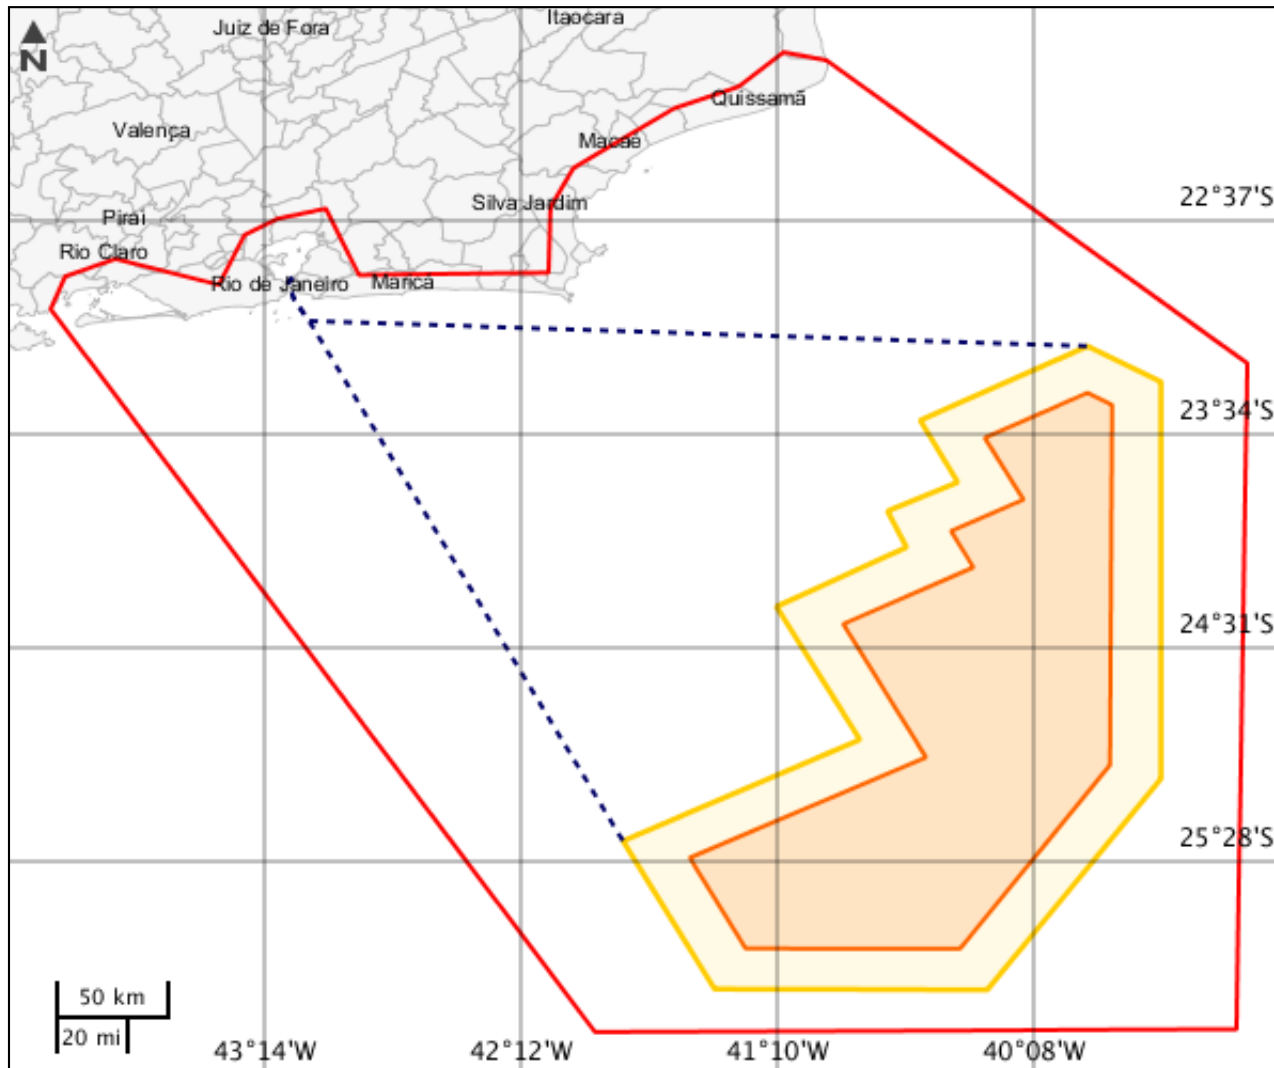 Itaocara
Juiz de Fora
N
Quissamã
Valença
Macaé
22°37'S
Silva Jardim
Piraí
Rio Claro
Rio de Janeiro
Maricá
23°34'S
24°31'S
25°28'S
50 km
20 mi
43°14'W
42°12'W
41°10'W
40°08'W